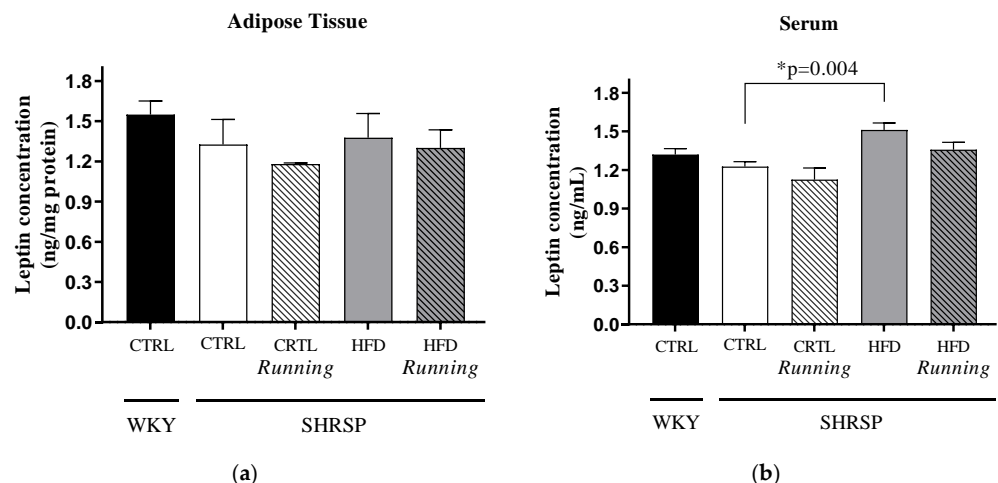 Adipose Tissue
Leptin concentration
(ng/mg protein)
1.8
1.5
1.2
0.9
0.6
0.3
0.0
CTRL CTRL CRTL HFD HFD
Running Running
WKY SHRSP
(a)
Serum
*p=0.004
Leptin concentration
(ng/mL)
1.8
1.5
1.2
0.9
0.6
0.3
0.0
CTRL CTRL CRTL HFD HFD
Running Running
WKY SHRSP
(b)